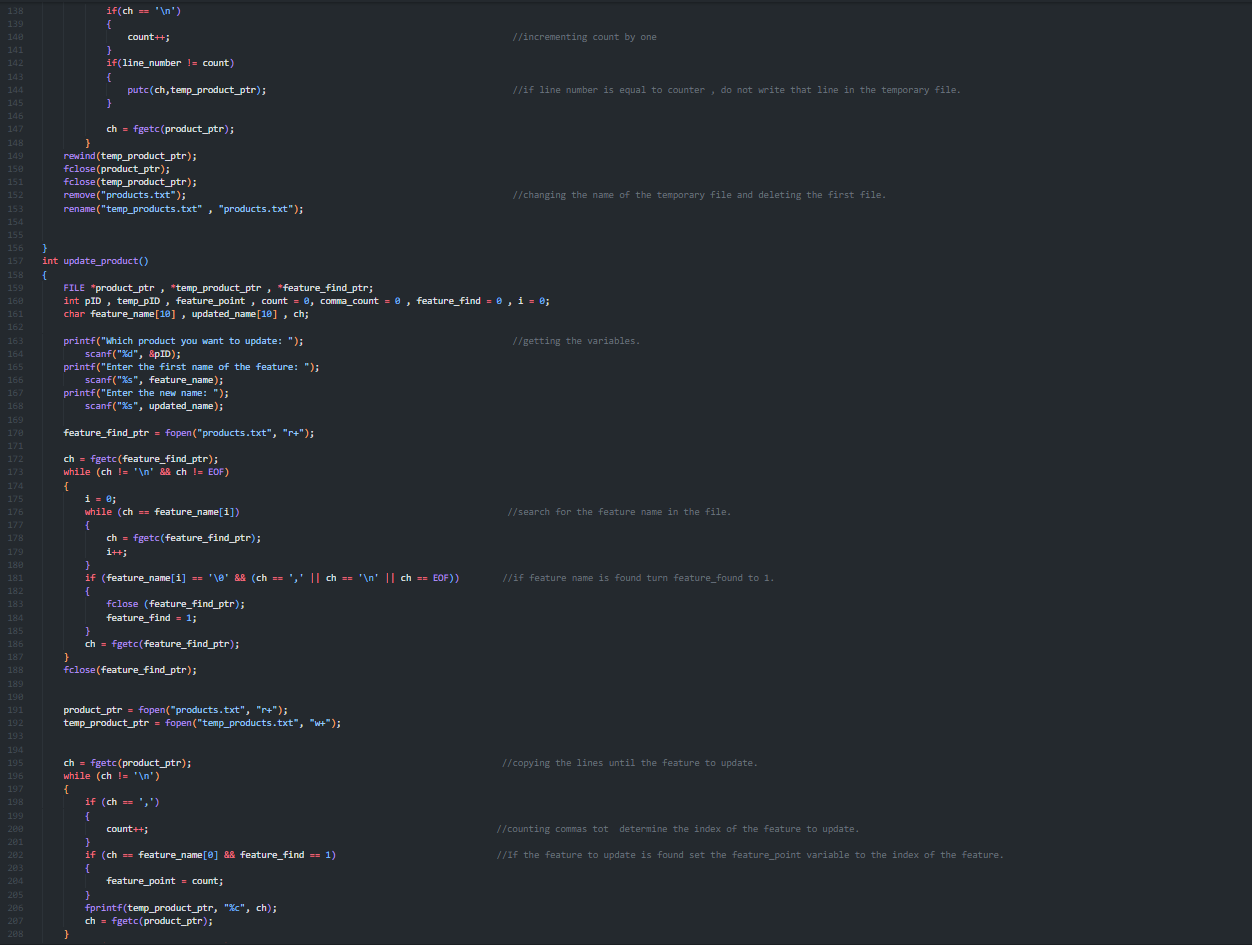 138 if(ch == '\n')
139 {
140 count++; //incrementing count by one
141 }
142 if(line_number != count)
143 {
144 putc(ch,temp_product_ptr); //if line number is equal to counter , do not write that line in the temporary file.
145 }
146
147 ch = fgetc(product_ptr);
148 }
149 rewind(temp_product_ptr);
150 fclose(product_ptr);
151 fclose(temp_product_ptr);
152 remove("products.txt"); //changing the name of the temporary file and deleting the first file.
153 rename("temp_products.txt" , "products.txt");
154
155
156 }
157 int update_product()
158 {
159 FILE *product_ptr , *temp_product_ptr , *feature_find_ptr;
160 int pID , temp_pID , feature_point , count = 0, comma_count = 0 , feature_find = 0 , i = 0;
161 char feature_name[10] , updated_name[10] , ch;
162
163 printf("Which product you want to update: "); //getting the variables.
164 scanf("%d", &pID);
165 printf("Enter the first name of the feature: ");
166 scanf("%s", feature_name);
167 printf("Enter the new name: ");
168 scanf("%s", updated_name);
169
170 feature_find_ptr = fopen("products.txt", "r+");
171
172 ch = fgetc(feature_find_ptr);
173 while (ch != '\n' && ch != EOF)
174 {
175 i = 0;
176 while (ch == feature_name[i]) //search for the feature name in the file.
177 {
178 ch = fgetc(feature_find_ptr);
179 i++;
180 }
181 if (feature_name[i] == '\0' && (ch == ',' || ch == '\n' || ch == EOF)) //if feature name is found turn feature_found to 1.
182 {
183 fclose (feature_find_ptr);
184 feature_find = 1;
185 }
186 ch = fgetc(feature_find_ptr);
187 }
188 fclose(feature_find_ptr);
189
190
191 product_ptr = fopen("products.txt", "r+");
192 temp_product_ptr = fopen("temp_products.txt", "w+");
193
194
195 ch = fgetc(product_ptr); //copying the lines until the feature to update.
196 while (ch != '\n')
197 {
198 if (ch == ',')
199 {
200 count++; //counting commas tot  determine the index of the feature to update.
201 }
202 if (ch == feature_name[0] && feature_find == 1) //If the feature to update is found set the feature_point variable to the index of the feature.
203 {
204 feature_point = count;
205 }
206 fprintf(temp_product_ptr, "%c", ch);
207 ch = fgetc(product_ptr);
208 }